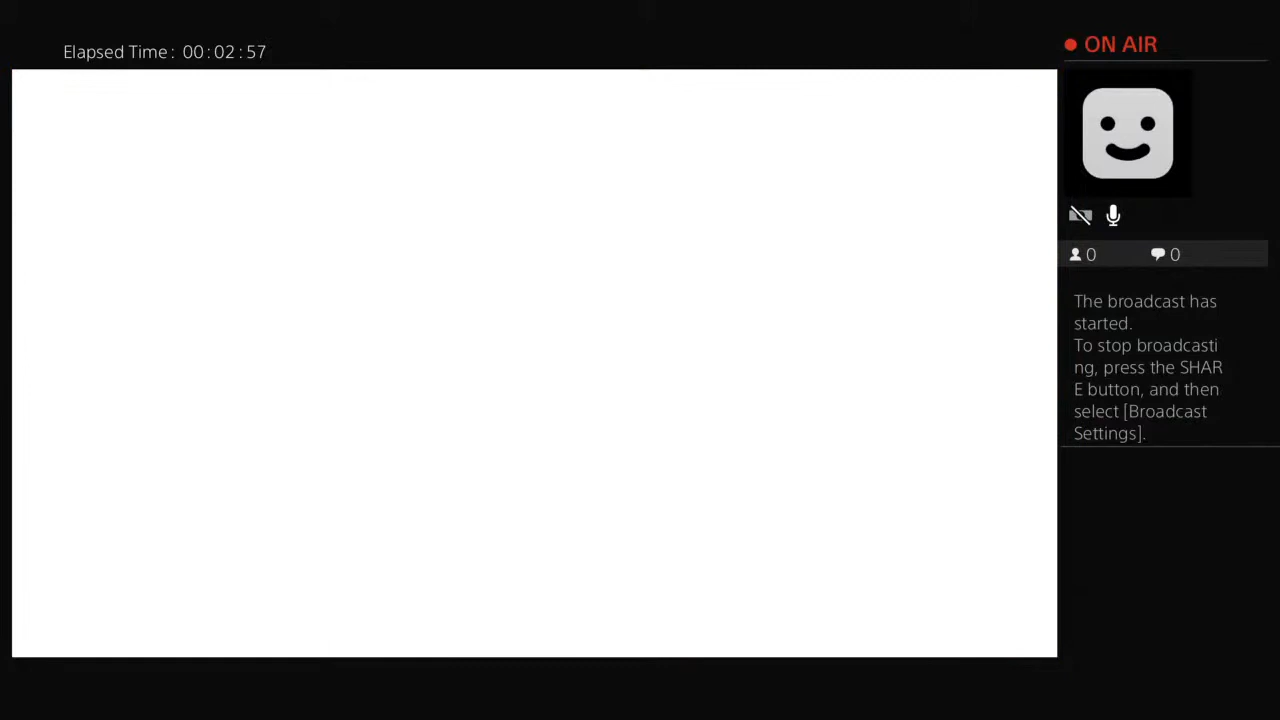 Elapsed Time: 00:02:57
ON AIR
0 0
The broadcast has
started.
To stop broadcasti
ng, press the SHAR
E button, and then
select [Broadcast
Settings].